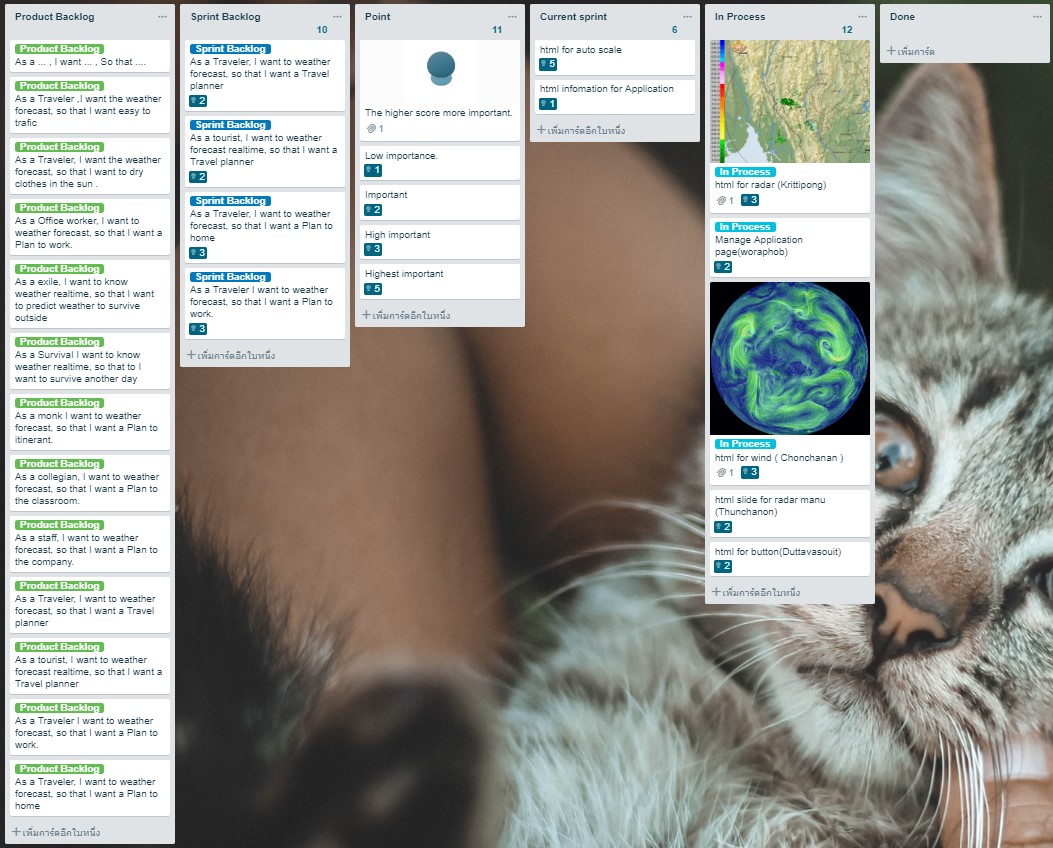 Product Backlog
Product Backlog
As a ... , I want ... , So that ....
Product Backlog
As a Traveler ,I want the weather
forecast, so that I want easy to
trafic
Product Backlog
As a Traveler, I want the weather
forecast, so that I want to dry
clothes in the sun .
Product Backlog
As a Office worker, I want to
weather forecast, so that I want a
Plan to work.
Product Backlog
As a exile, I want to know
weather realtime, so that I want
to predict weather to survive
outside
Product Backlog
As a Survival I want to know
weather realtime, so that to I
want to survive another day
Product Backlog
As a monk I want to weather
forecast, so that I want a Plan to
itinerant.
Product Backlog
As a collegian, I want to weather
forecast, so that I want a Plan to
the classroom.
Product Backlog
As a staff, I want to weather
forecast, so that I want a Plan to
the company.
Product Backlog
As a Traveler, I want to weather
forecast, so that I want a Travel
planner
Product Backlog
As a tourist, I want to weather
forecast realtime, so that I want a
Travel planner
Product Backlog
As a Traveler I want to weather
forecast, so that I want a Plan to
work.
Product Backlog
As a Traveler, I want to weather
forecast, so that I want a Plan to
home
เพิ่มการ์ดอีกใบหนึ่ง
Sprint Backlog
10
Sprint Backlog
As a Traveler, I want to weather
forecast, so that I want a Travel
planner
2
Sprint Backlog
As a tourist, I want to weather
forecast realtime, so that I want a
Travel planner
2
Sprint Backlog
As a Traveler, I want to weather
forecast, so that I want a Plan to
home
3
Sprint Backlog
As a Traveler I want to weather
forecast, so that I want a Plan to
work.
3
เพิ่มการ์ดอีกใบหนึ่ง
Point
11
The higher score more important.
1
Low importance.
1
Important
2
High important
3
Highest important
5
เพิ่มการ์ดอีกใบหนึ่ง
Current sprint
6
html for auto scale
5
html infomation for Application
1
เพิ่มการ์ดอีกใบหนึ่ง
In Process
12
In Process
html for radar (Krittipong)
1 3
In Process
Manage Application
page(woraphob)
2
In Process
html for wind ( Chonchanan )
1 3
html slide for radar manu
(Thunchanon)
2
html for button(Duttavasouit)
2
เพิ่มการ์ดอีกใบหนึ่ง
Done
เพิ่มการ์ด